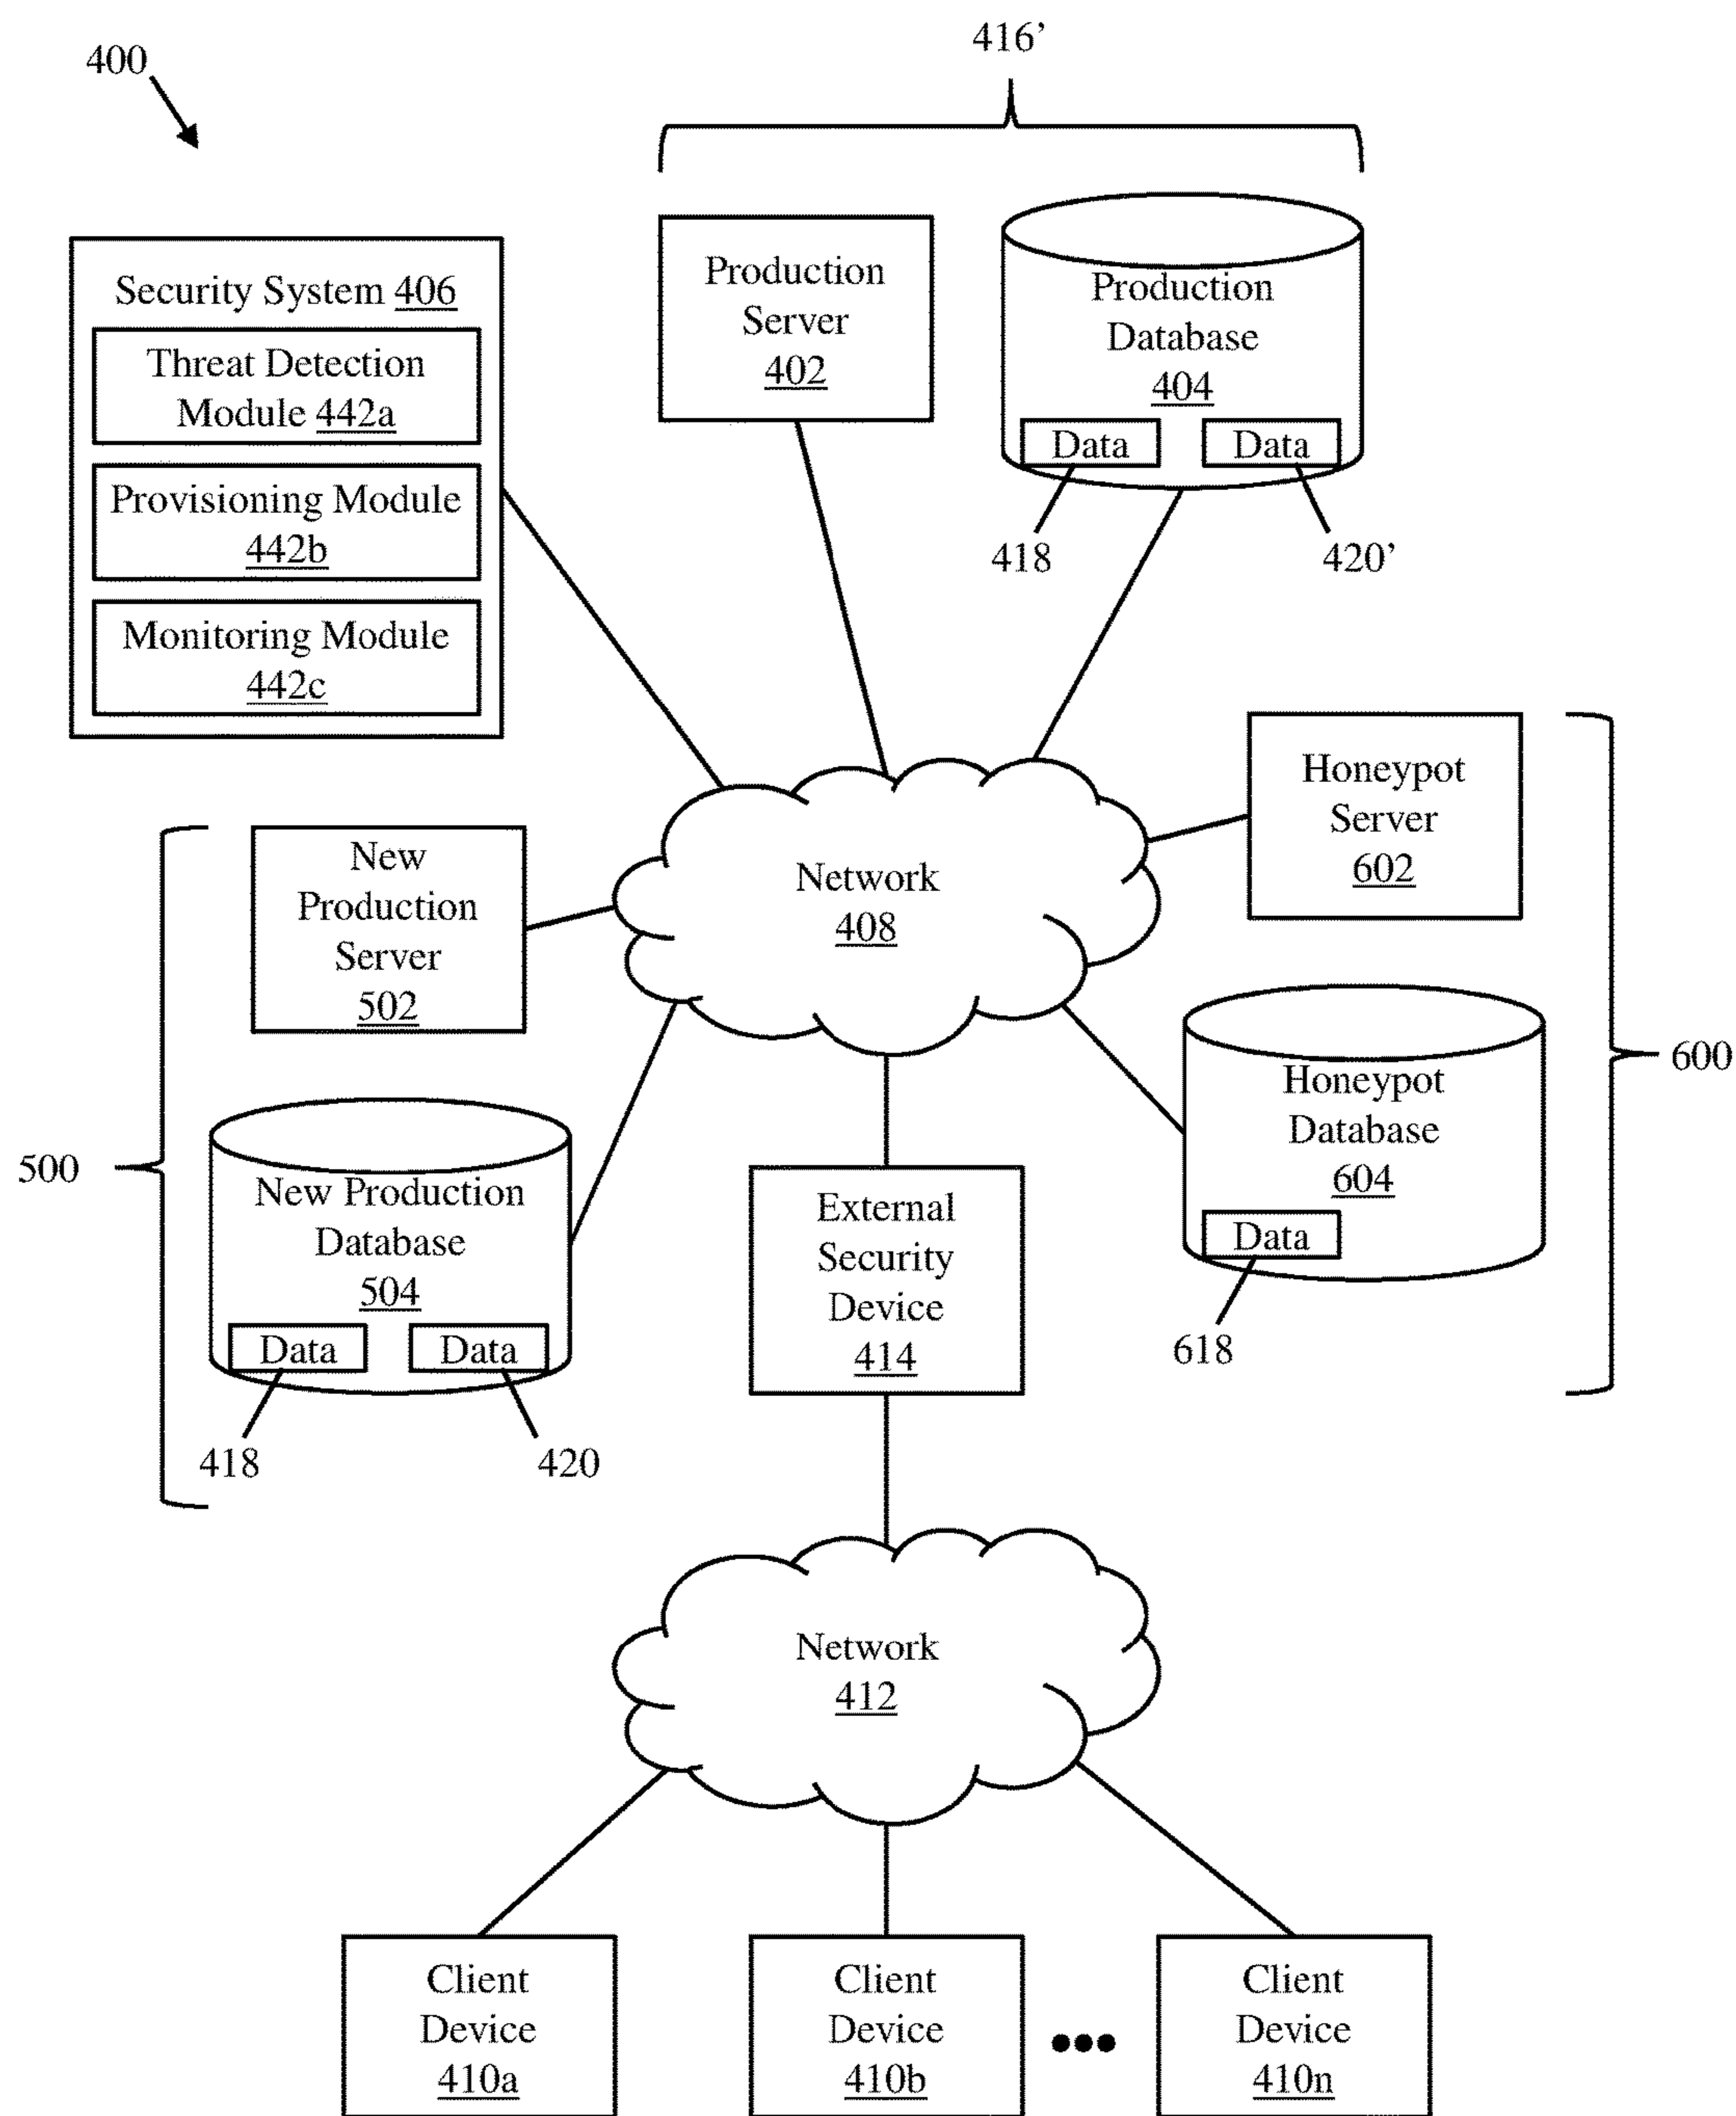 400
416’
Security System 406
Threat Detection
Module 442a
Provisioning Module
442b
Monitoring Module
442c
Production
Server
402
Production
Database
404
Data
Data
418
420’
Honeypot
Server
602
New
Production
Server
502
Network
408
Honeypot
Database
604
Data
618
600
500
New Production
Database
504
Data
Data
418
420
External
Security
Device
414
Network
412
Client
Device
410a
Client
Device
410b
Client
Device
410n